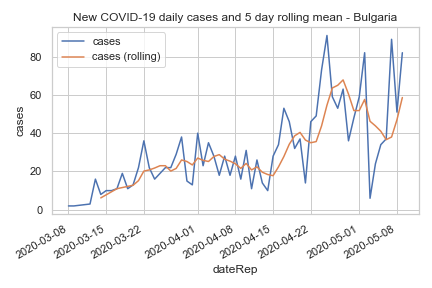 New COVID-19 daily cases and 5 day rolling mean - Bulgaria
cases
cases (rolling)
cases
80
60
40
20
0
2020-03-08
2020-03-15
2020-03-22
2020-04-01
2020-04-08
2020-04-15
2020-04-22
2020-05-01
2020-05-08
dateRep